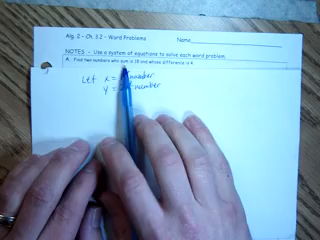 Alg. 2 - Ch. 3.2 - Word Problems Name
NOTES - Use a system of equations to solve each word problem.
A. Find two numbers who sum is 18 and whose difference is 4.
Let x = number
y = number